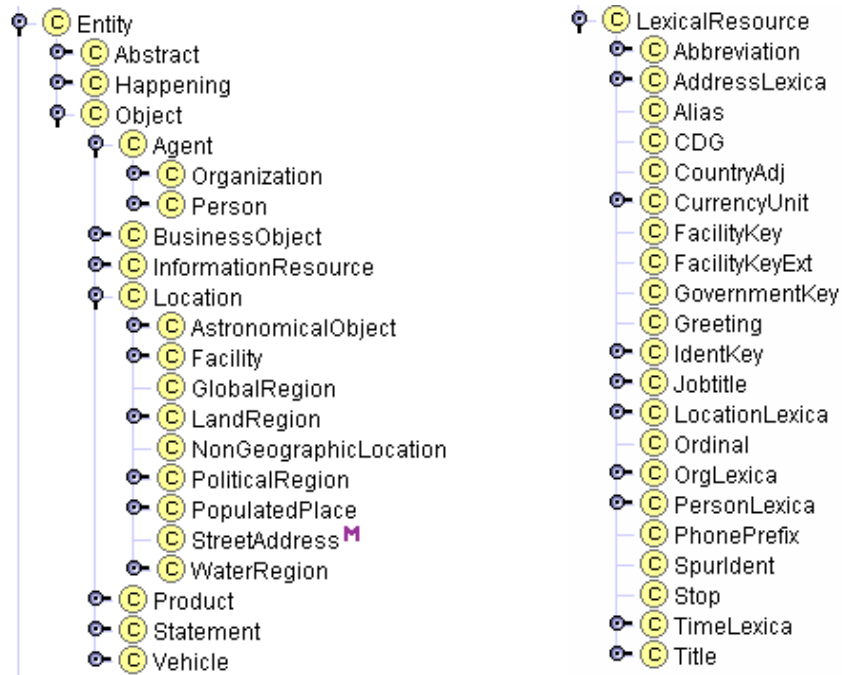 Entity
Abstract
Happening
Object
Agent
Organization
Person
BusinessObject
InformationResource
Location
AstronomicalObject
Facility
GlobalRegion
LandRegion
NonGeographicLocation
PoliticalRegion
PopulatedPlace
StreetAddress M
WaterRegion
Product
Statement
Vehicle
LexicalResource
Abbreviation
AddressLexica
Alias
CDG
CountryAdj
CurrencyUnit
FacilityKey
FacilityKeyExt
GovernmentKey
Greeting
IdentKey
Jobtitle
LocationLexica
Ordinal
OrgLexica
PersonLexica
PhonePrefix
SpurIdent
Stop
TimeLexica
Title